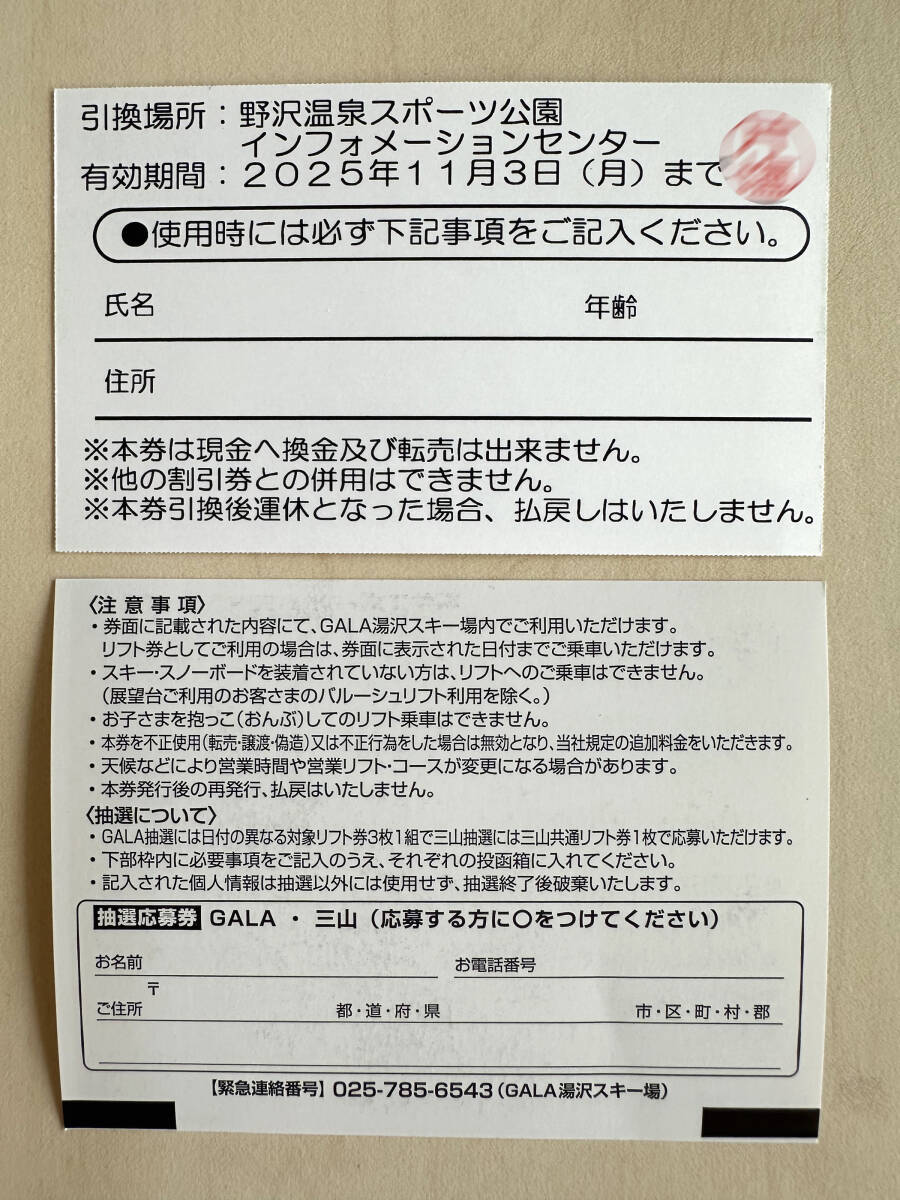 引換場所：野沢温泉スポーツ公園
インフォメーションセンター
有効期間：２０２５年１１月３日（月）まで
●使用時には必ず下記事項をご記入ください。
氏名 年齢
住所
※本券は現金へ換金及び転売は出来ません。
※他の割引券との併用はできません。
※本券引換後運休となった場合、払戻しはいたしません。
〈注意事項〉
・券面に記載された内容にて、GALA湯沢スキー場内でご利用いただけます。
リフト券としてご利用の場合は、券面に表示された日付までご乗車いただけます。
・スキー・スノーボードを装着されていない方は、リフトへのご乗車はできません。
（展望台ご利用のお客さまのバルーシュリフト利用を除く。）
・お子さまを抱っこ（おんぶ）してのリフト乗車はできません。
・本券を不正使用（転売・譲渡・偽造）又は不正行為をした場合は無効となり、当社規定の追加料金をいただきます。
・天候などにより営業時間や営業リフト・コースが変更になる場合があります。
・本券発行後の再発行、払戻はいたしません。
〈抽選について〉
・GALA抽選には日付の異なる対象リフト券3枚1組で三山抽選には三山共通リフト券1枚で応募いただけます。
・下部枠内に必要事項をご記入のうえ、それぞれの投函箱に入れてください。
・記入された個人情報は抽選以外には使用せず、抽選終了後破棄いたします。
抽選応募券 GALA ・ 三山（応募する方に〇をつけてください）
お名前 お電話番号
〒
ご住所 都・道・府・県 市・区・町・村・郡
【緊急連絡番号】025-785-6543（GALA湯沢スキー場）